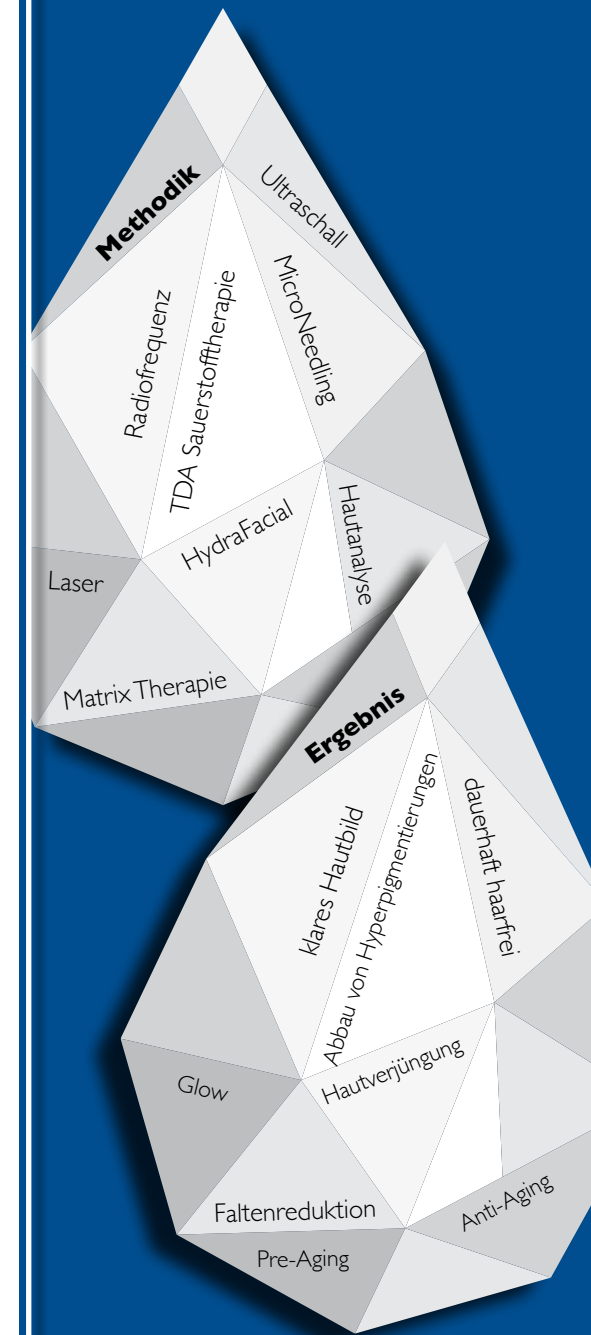 Methodik
Ultraschall
Radiofrequenz
TDA Sauerstofftherapie
MicroNeedling
HydraFacial
Hautanalyse
Laser
Matrix Therapie
Ergebnis
klares Hautbild
Abbau von Hyperpigmentierungen
dauerhaft haarfrei
Hautverjüngung
Glow
Faltenreduktion
Anti-Aging
Pre-Aging